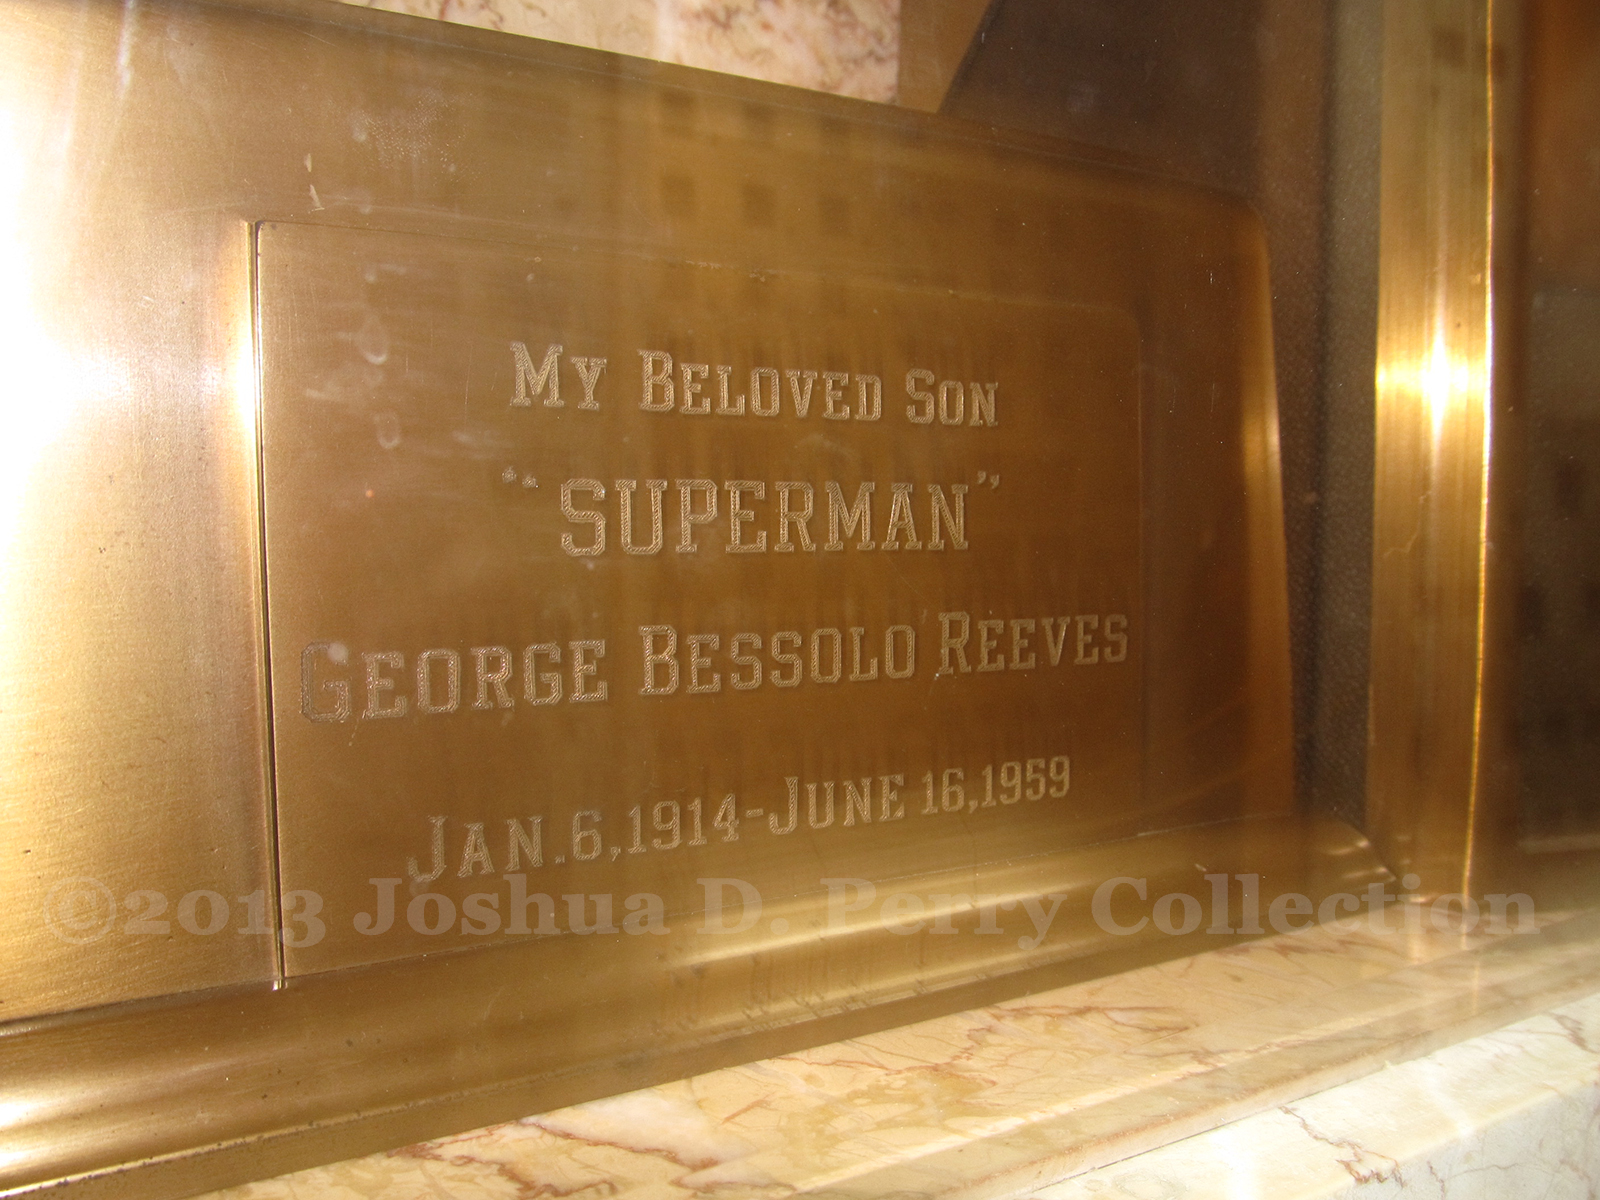 My Beloved Son
"SUPERMAN"
George Bessolo Reeves
Jan. 6, 1914-June 16, 1959
©2013 Joshua D. Perry Collection